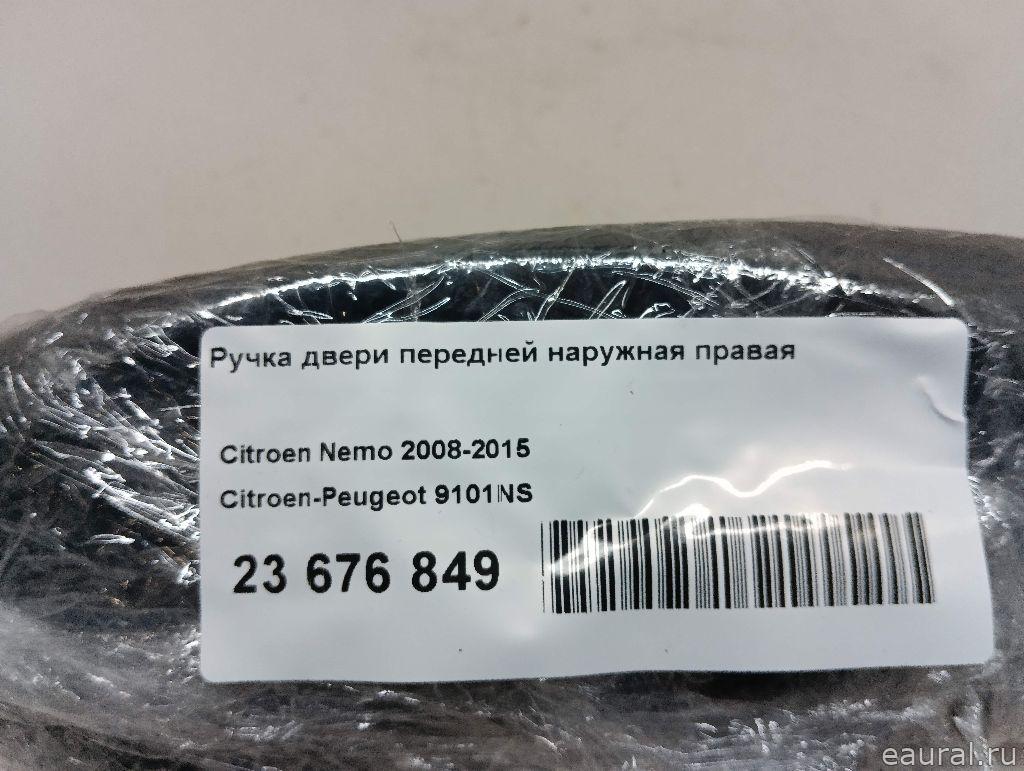 Ручка двери передней наружная правая
Citroen Nemo 2008-2015
Citroen-Peugeot 9101NS
23 676 849
eaural.ru